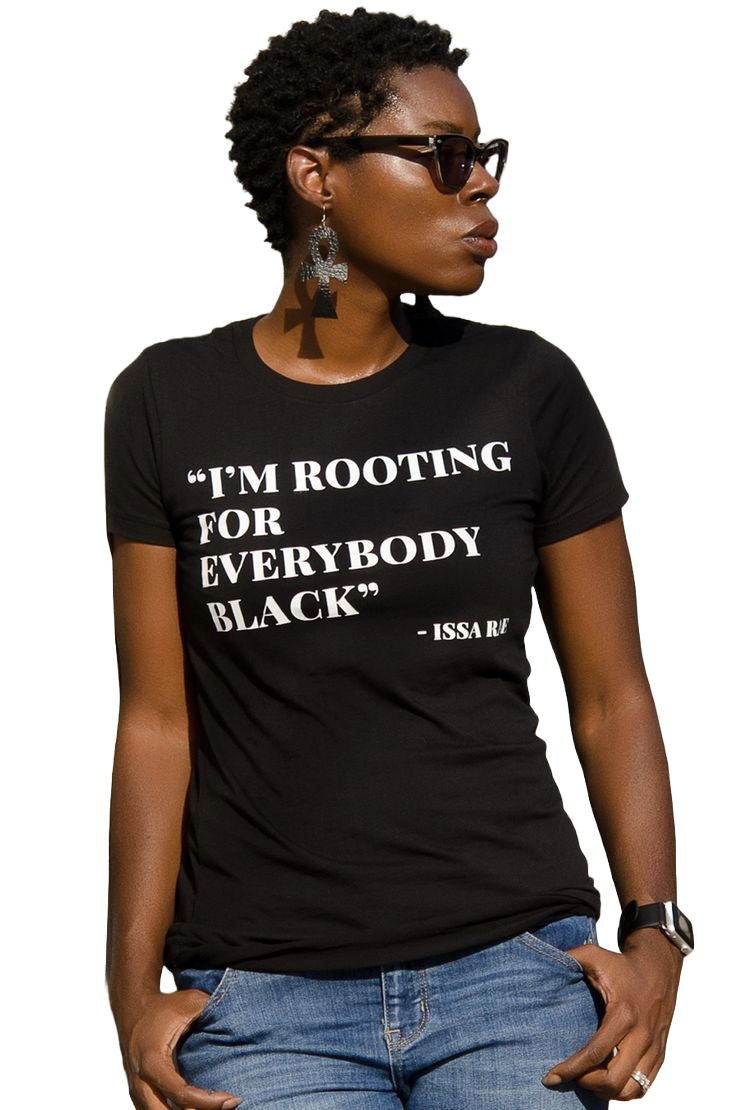 “I’M ROOTING
FOR
EVERYBODY
BLACK”
- ISSA RAE